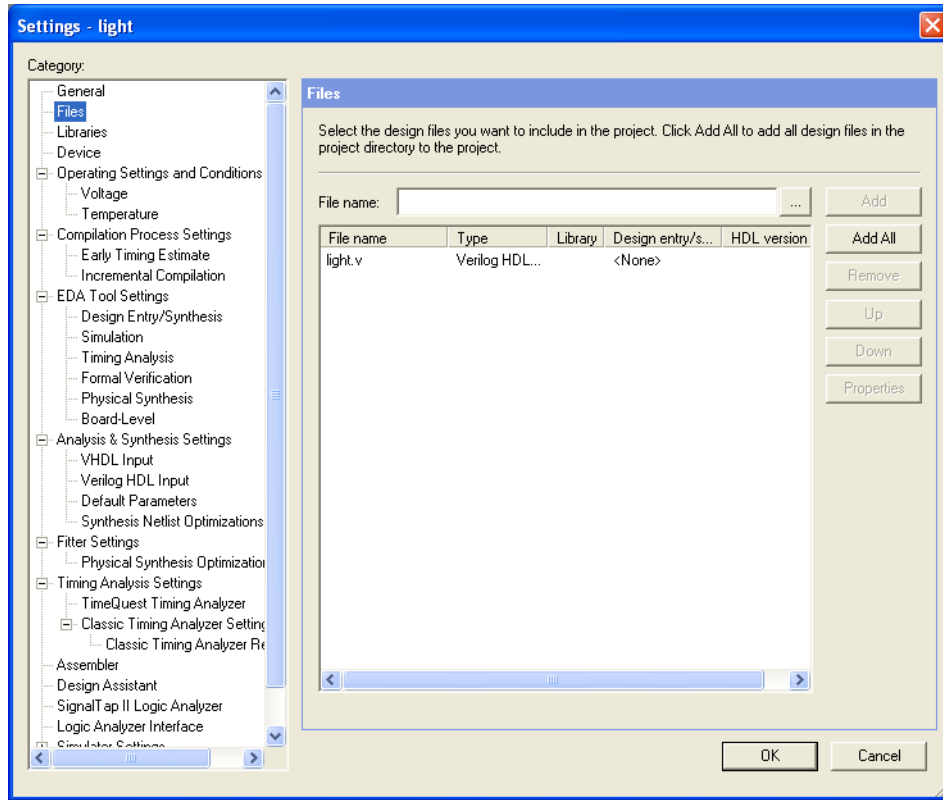 Settings - light
Category:
General
Files
Libraries
Device
Operating Settings and Conditions
Voltage
Temperature
Compilation Process Settings
Early Timing Estimate
Incremental Compilation
EDA Tool Settings
Design Entry/Synthesis
Simulation
Timing Analysis
Formal Verification
Physical Synthesis
Board-Level
Analysis & Synthesis Settings
VHDL Input
Verilog HDL Input
Default Parameters
Synthesis Netlist Optimizations
Fitter Settings
Physical Synthesis
Timing Analysis Settings
TimeQuest Timing Analyzer
Classic Timing Analyzer
Classic Timing Analyzer
Assembler
Design Assistant
SignalTap II Logic Analyzer
Logic Analyzer Interface
Simulator Settings
Files
Select the design files you want to include in the project. Click Add All to add all design files in the
project directory to the project.
File name: ... Add
File name Type Library Design entry/s... HDL version Add All
light.v Verilog HDL... <None>
Remove
Up
Down
Properties
OK Cancel